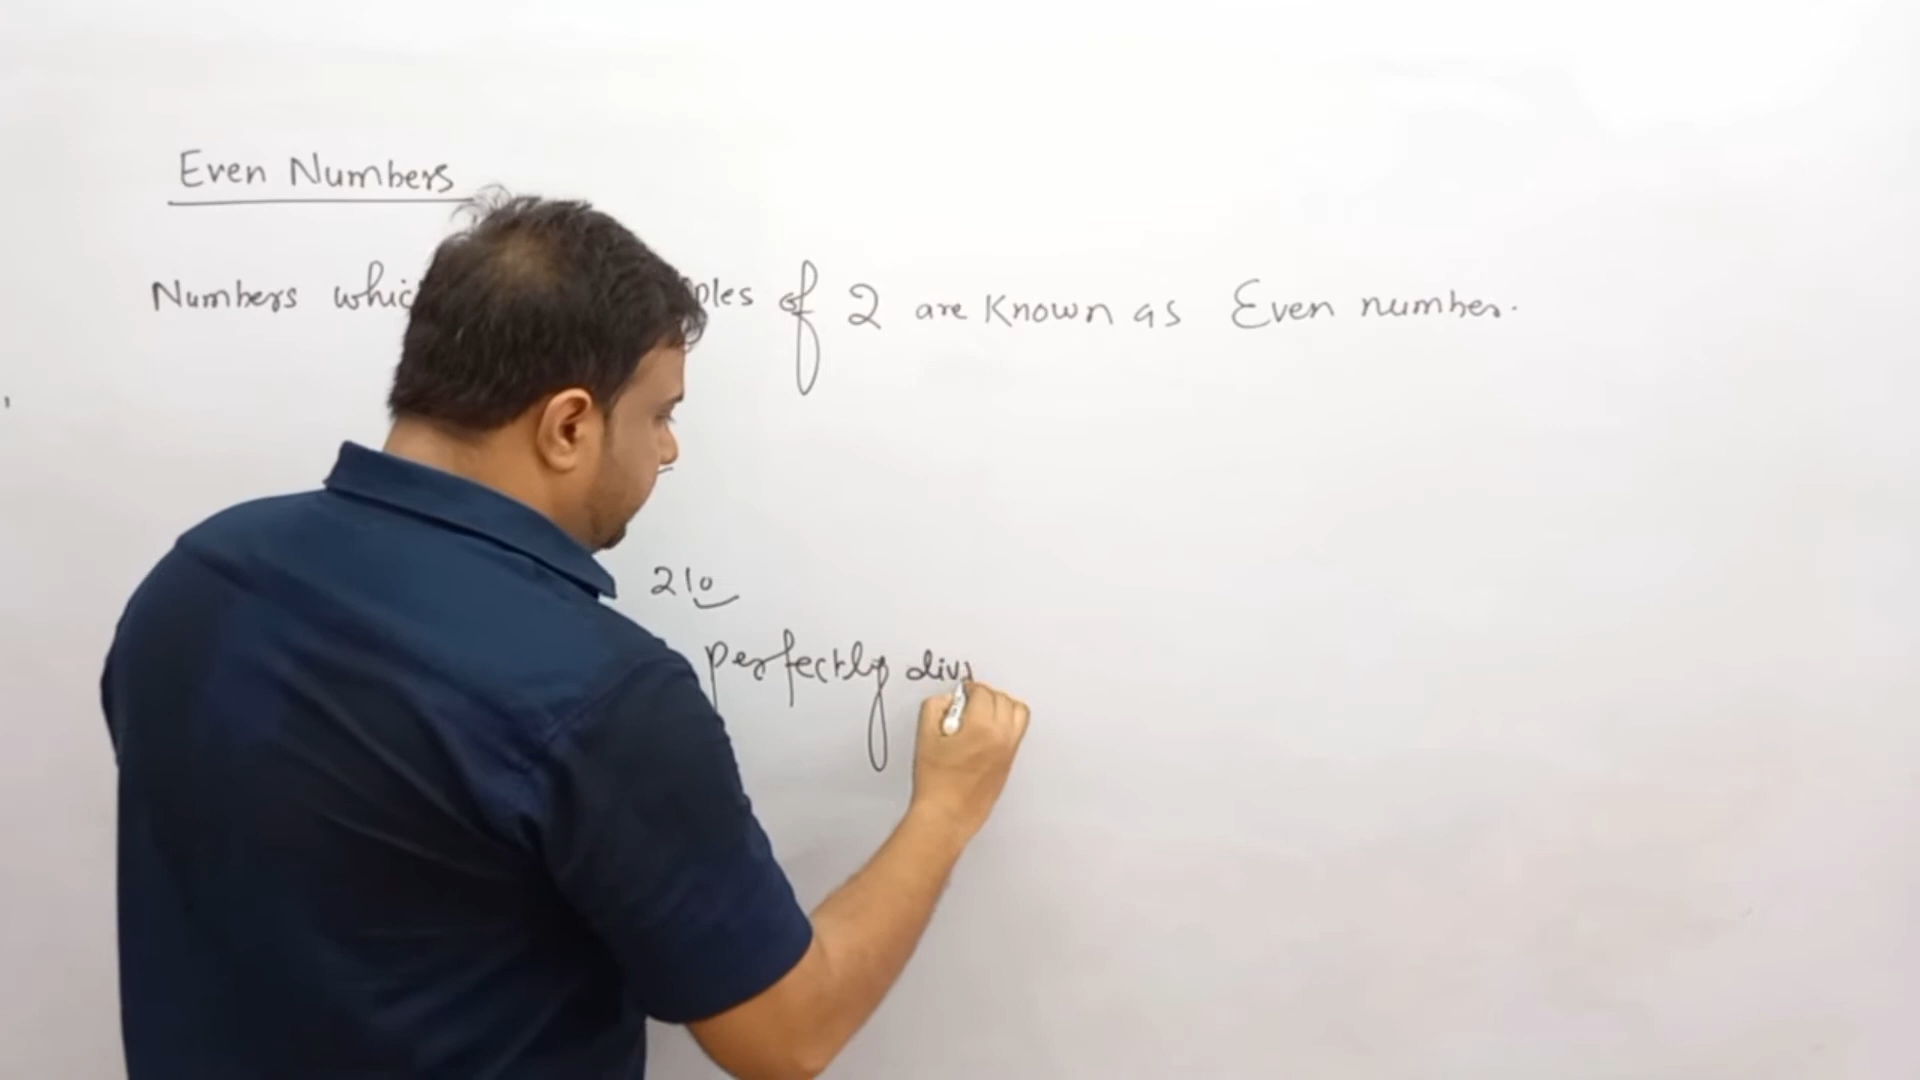 Even Numbers
Numbers whic ples of 2 are known as Even number.
210
perfectly divi